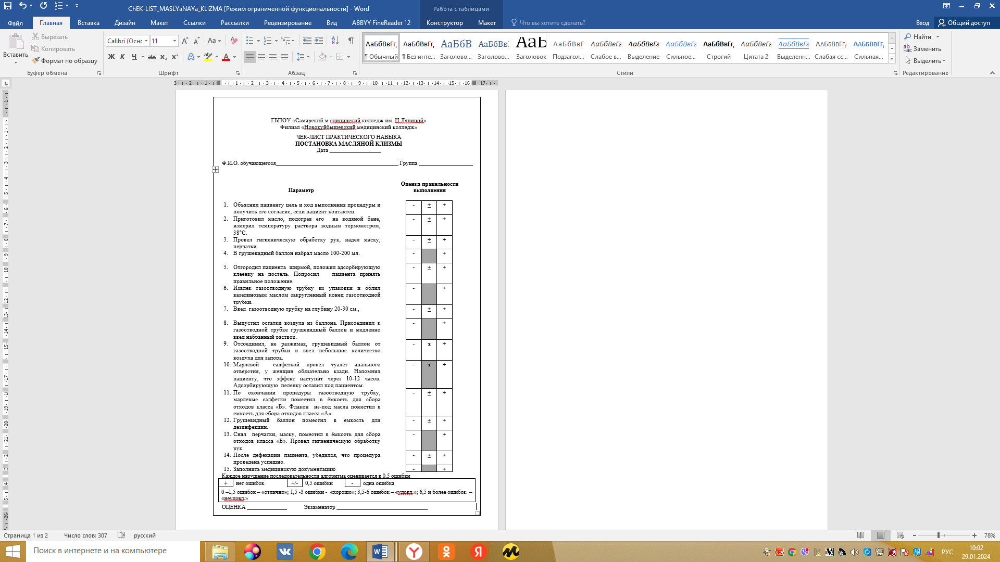 ChEK-LIST_MASLYaNAYa_KLIZMA [Режим ограниченной функциональности] - Word
Работа с таблицами
Файл Главная Вставка Дизайн Макет Ссылки Рассылки Рецензирование Вид ABBYY FineReader 12 Конструктор Макет Что вы хотите сделать? Вход Общий доступ
Вставить
Вырезать
Копировать
Формат по образцу
Буфер обмена
Calibri (Оснс 11
Ж К Ч abc x₂ x²
Шрифт
Абзац
АаБбВвГг, АаБбВвГг, АаБбВ АаБбВв. АаБ АаБбВвГ АаБбВвГг АаБбВвГг АаБбВвГг АаБбВвГг, АаБбВвГг АаБбВвГг АаБбВвГг, АаБбВвГг,
¶ Обычный ¶ Без инте... Заголово... Заголово... Заголовок Подзагол... Слабое в... Выделение Сильное... Строгий Цитата 2 Выделенн... Слабая сс... Сильная...
Стили
Найти
Заменить
Выделить
Редактирование
ГБПОУ «Самарский м едицинский колледж им. Н.Ляпиной»
Филиал «Новокуйбышевский медицинский колледж»
ЧЕК-ЛИСТ ПРАКТИЧЕСКОГО НАВЫКА
ПОСТАНОВКА МАСЛЯНОЙ КЛИЗМЫ
Дата __________________
Ф.И.О. обучающегося___________________________________________ Группа ___________________
Оценка правильности
Параметр выполнения
1. Объяснил пациенту цель и ход выполнения процедуры и - ± +
получить его согласие, если пациент контактен.
2. Приготовил масло, подогрев его на водяной бане, - ± +
измерил температуру раствора водным термометром,
38°С.
3. Провел гигиеническую обработку рук, надел маску, - ± +
перчатки.
4. В грушевидный баллон набрал масло 100-200 мл. - +
5. Отгородил пациента ширмой, положил адсорбирующую - ± +
клеенку на постель. Попросил пациента принять
правильное положение.
6. Извлек газоотводную трубку из упаковки и облил - +
вазелиновым маслом закругленный конец газоотводной
трубки.
7. Ввел газоотводную трубку на глубину 20-30 см., - ± +
8. Выпустил остатки воздуха из баллона. Присоединил к - +
газоотводной трубке грушевидный баллон и медленно
ввел набранный раствор.
9. Отсоединил, не разжимая, грушевидный баллон от - x +
газоотводной трубки и ввел небольшое количество
воздуха для запора.
10. Марлевой салфеткой провел туалет анального - x +
отверстия, у женщин обязательно кзади. Напомнил
пациенту, что эффект наступит через 10-12 часов.
Адсорбирующую пеленку оставил под пациентом.
11. По окончании процедуры газоотводную трубку, - ± +
марлевые салфетки поместил в ёмкость для сбора
отходов класса «Б». Флакон из-под масла поместил в
емкость для сбора отходов класса «А».
12. Грушевидный баллон поместил в емкость для - ± +
дезинфекции.
13. Снял перчатки, маску, поместил в ёмкость для сбора - +
отходов класса «Б». Провел гигиеническую обработку
рук.
14. После дефекации пациента, убедился, что процедура - ± +
проведена успешно.
15. Заполнить медицинскую документацию - +
Каждое нарушение последовательности алгоритма оценивается в 0,5 ошибки
+ нет ошибок +/- 0,5 ошибки - одна ошибка
0 –1,5 ошибок – «отлично»; 1,5 -3 ошибки - «хорошо»; 3,5-6 ошибок – «удовл.»; 6,5 и более ошибок –
«неудовл.»
ОЦЕНКА ______________ Экзаменатор ________________________________
Страница 1 из 2 Число слов: 307 русский 78%
Поиск в интернете и на компьютере
РУС
10:02
29.01.2024